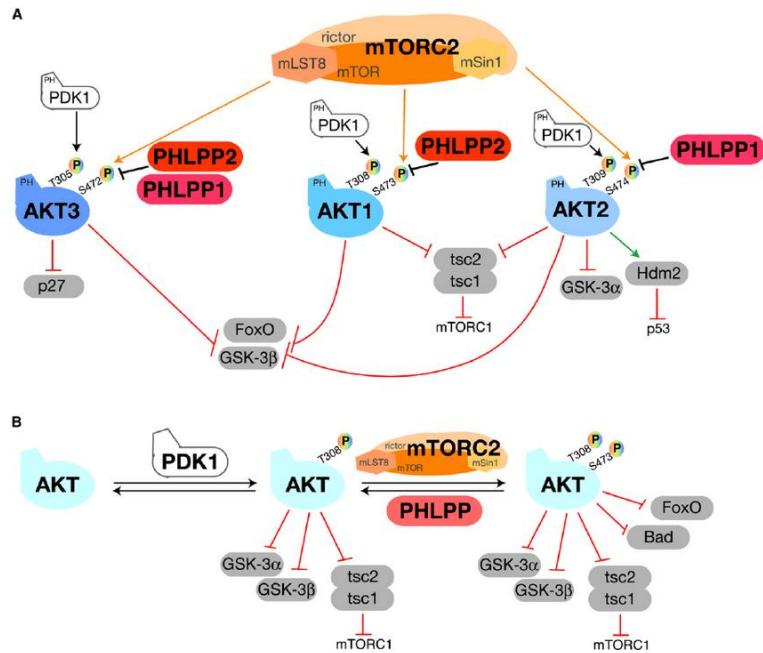 A
rictor
mTORC2
mLST8
mTOR
mSin1
PH
PDK1
PH
PDK1
PH
PDK1
T305
P
S472
P
PHLPP2
PHLPP1
T308
P
S473
P
PHLPP2
T309
P
S474
P
PHLPP1
PH
AKT3
PH
AKT1
PH
AKT2
p27
tsc2
tsc1
mTORC1
GSK-3α
Hdm2
p53
FoxO
GSK-3β
B
AKT
PDK1
AKT
T308
P
rictor
mTORC2
mLST8
mTOR
mSin1
PHLPP
AKT
T308
P
S473
P
GSK-3α
GSK-3β
tsc2
tsc1
mTORC1
FoxO
Bad
GSK-3α
GSK-3β
tsc2
tsc1
mTORC1